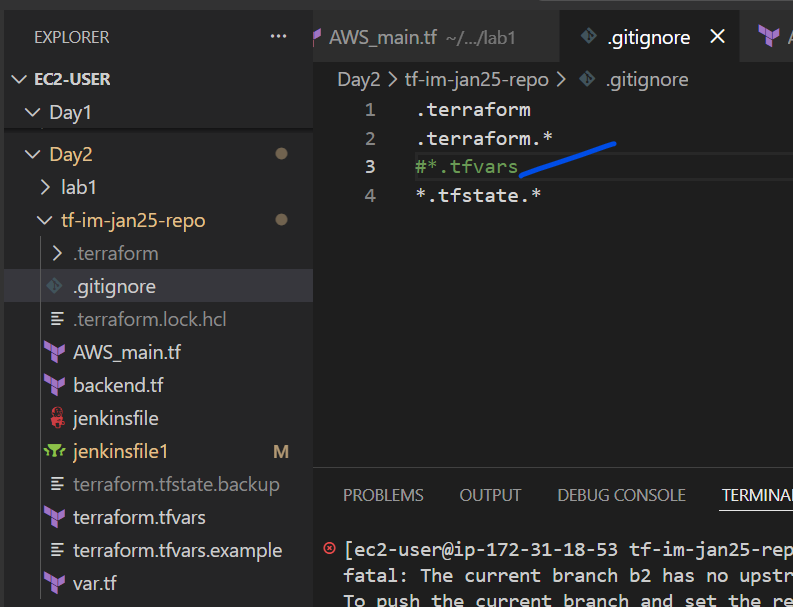 EXPLORER
EC2-USER
Day1
Day2
lab1
tf-im-jan25-repo
.terraform
.gitignore
.terraform.lock.hcl
AWS_main.tf
backend.tf
jenkinsfile
jenkinsfile1 M
terraform.tfstate.backup
terraform.tfvars
terraform.tfvars.example
var.tf
AWS_main.tf ~/.../lab1
.gitignore
Day2 > tf-im-jan25-repo > .gitignore
1 .terraform
2 .terraform.*
3 #*.tfvars
4 *.tfstate.*
PROBLEMS OUTPUT DEBUG CONSOLE TERMINA
[ec2-user@ip-172-31-18-53 tf-im-jan25-rep
fatal: The current branch b2 has no upstr
To push the current branch and set the re